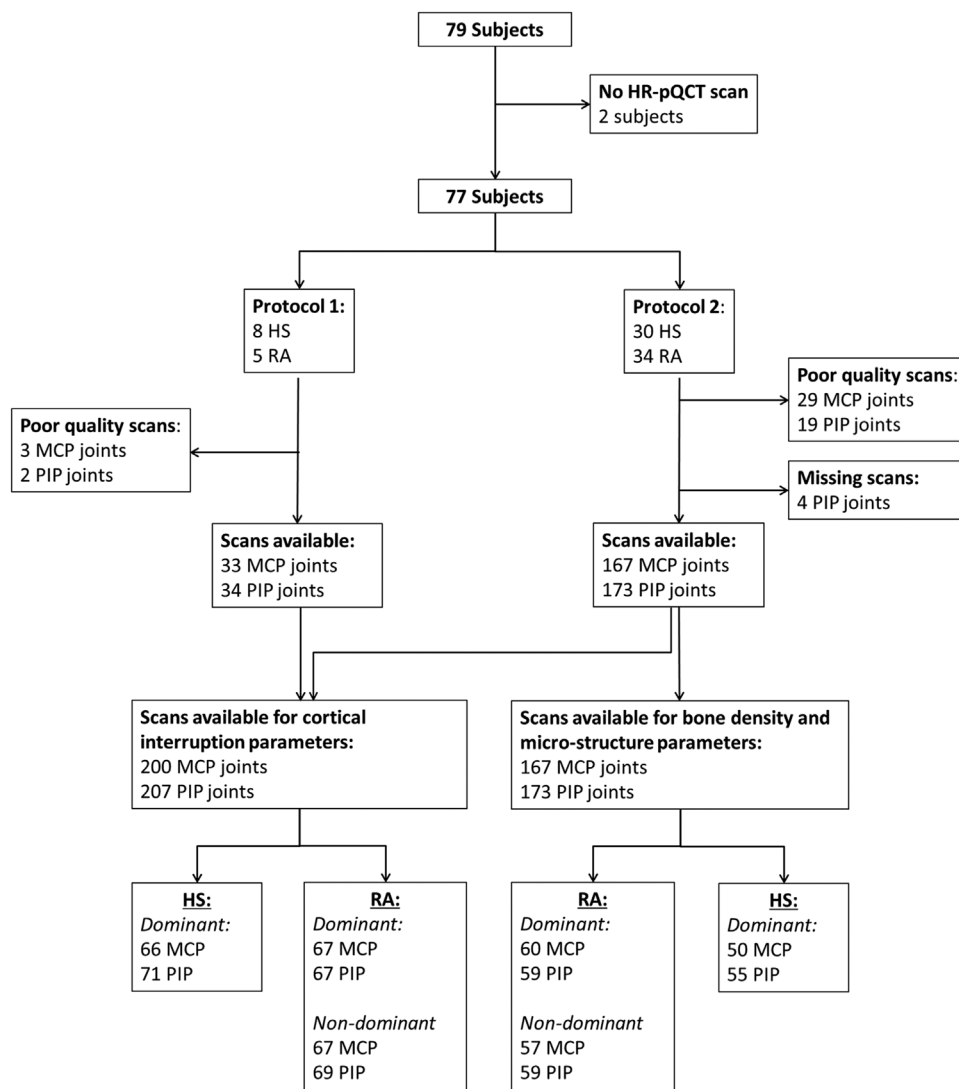 79 Subjects
No HR-pQCT scan
2 subjects
77 Subjects
Protocol 1:
8 HS
5 RA
Protocol 2:
30 HS
34 RA
Poor quality scans:
3 MCP joints
2 PIP joints
Poor quality scans:
29 MCP joints
19 PIP joints
Missing scans:
4 PIP joints
Scans available:
33 MCP joints
34 PIP joints
Scans available:
167 MCP joints
173 PIP joints
Scans available for cortical
interruption parameters:
200 MCP joints
207 PIP joints
Scans available for bone density and
micro-structure parameters:
167 MCP joints
173 PIP joints
HS:
Dominant:
66 MCP
71 PIP
RA:
Dominant:
67 MCP
67 PIP
Non-dominant
67 MCP
69 PIP
RA:
Dominant:
60 MCP
59 PIP
Non-dominant
57 MCP
59 PIP
HS:
Dominant:
50 MCP
55 PIP